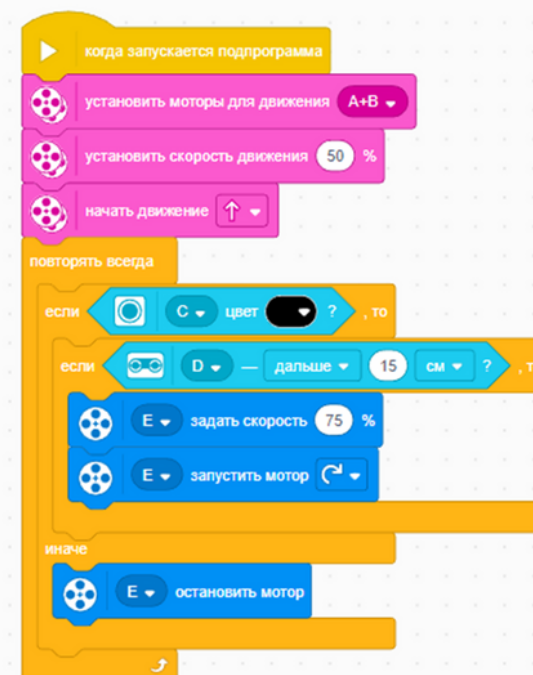 когда запускается подпрограмма
установить моторы для движения A+B
установить скорость движения 50 %
начать движение
повторять всегда
если C цвет ? , то
если D — дальше 15 см ? , т
E задать скорость 75 %
E запустить мотор
иначе
E остановить мотор